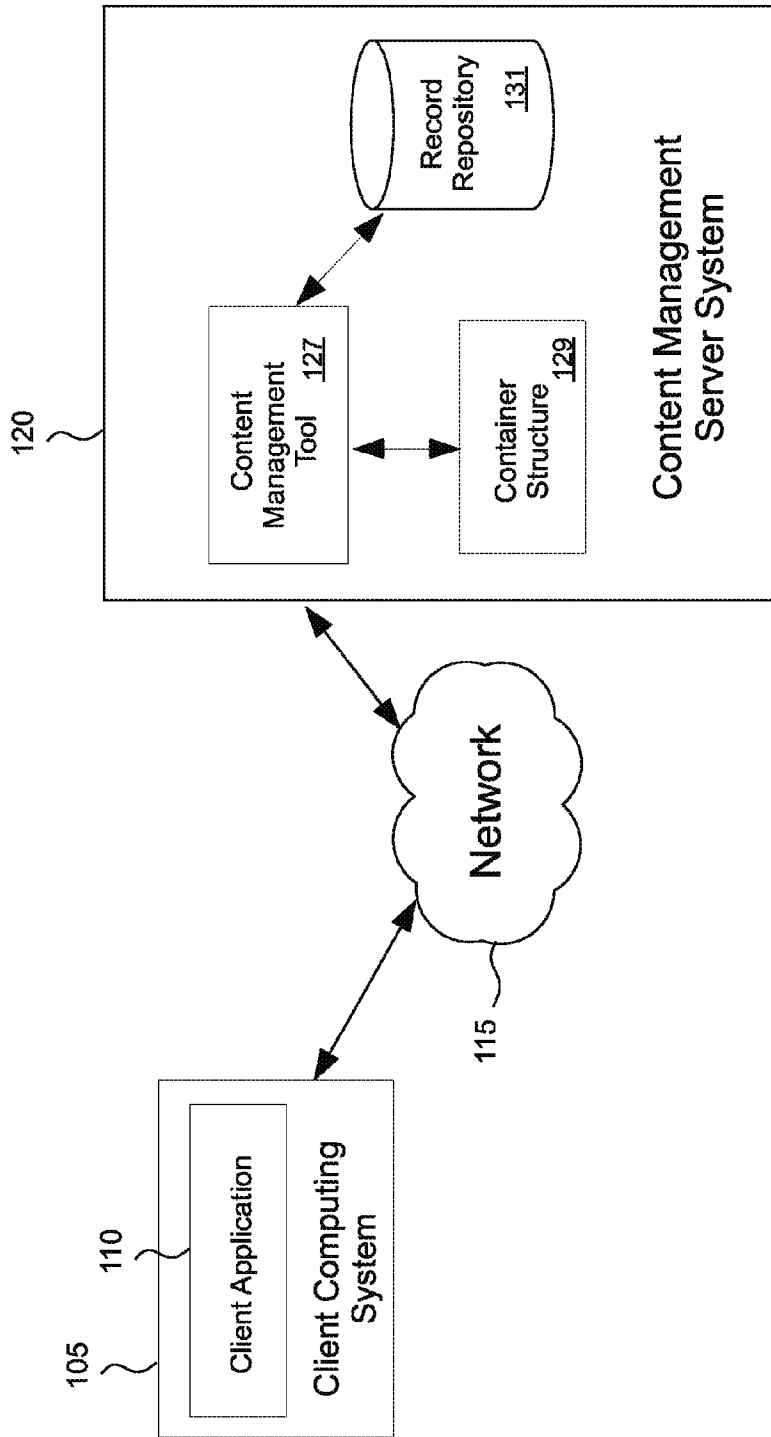 105
110
Client Application
Client Computing
System
115
Network
120
Content
Management
Tool
127
Container
Structure
129
Record
Repository
131
Content Management
Server System